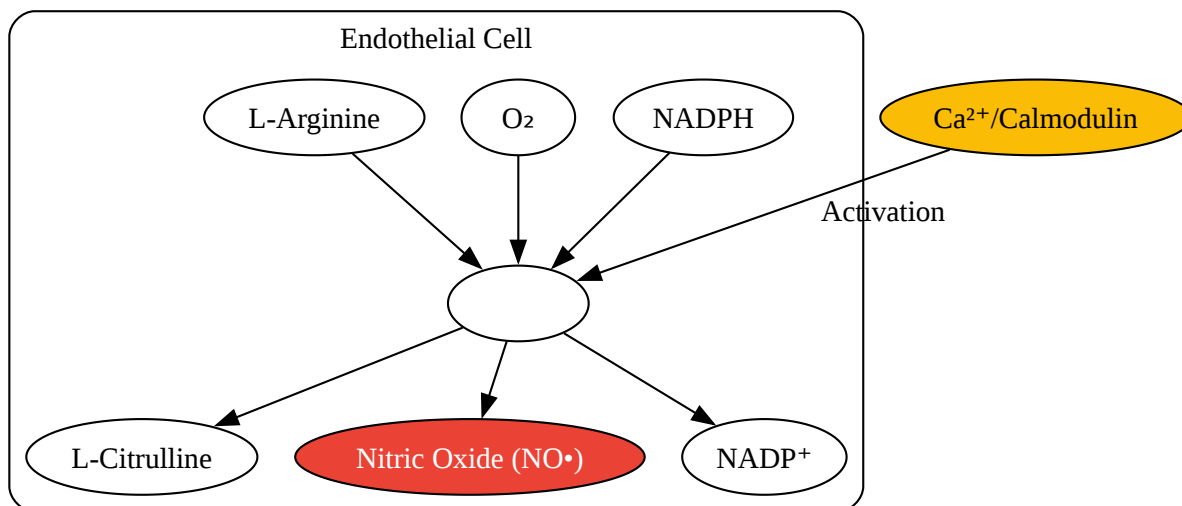 Endothelial Cell
L-Arginine
O₂
NADPH
Ca²⁺/Calmodulin
Activation
L-Citrulline
Nitric Oxide (NO•)
NADP⁺